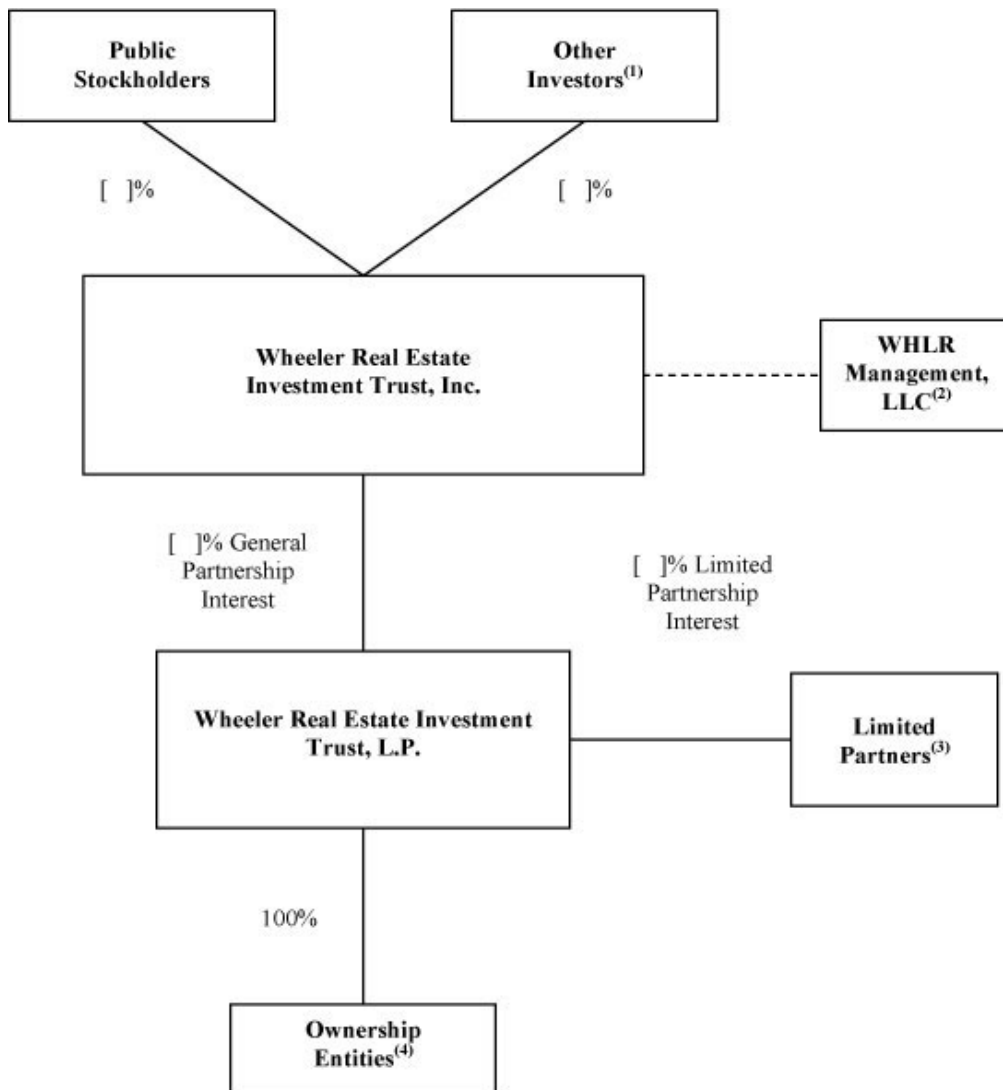 Public
Stockholders
Other
Investors(1)
[ ]%
[ ]%
Wheeler Real Estate
Investment Trust, Inc.
WHLR
Management,
LLC(2)
[ ]% General
Partnership
Interest
[ ]% Limited
Partnership
Interest
Wheeler Real Estate Investment
Trust, L.P.
Limited
Partners(3)
100%
Ownership
Entities(4)